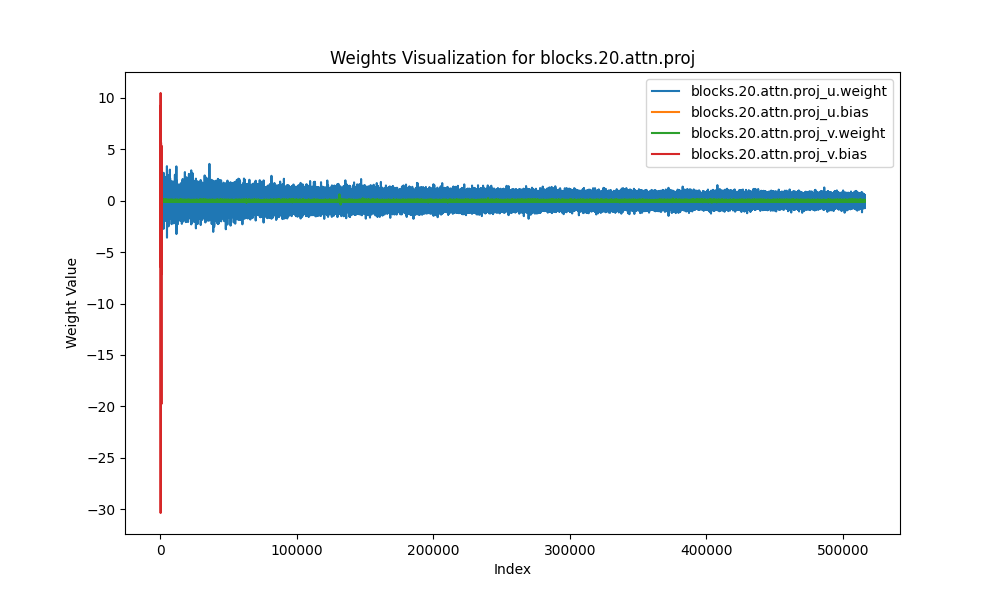 Weights Visualization for blocks.20.attn.proj
blocks.20.attn.proj_u.weight
blocks.20.attn.proj_u.bias
blocks.20.attn.proj_v.weight
blocks.20.attn.proj_v.bias
10
5
0
−5
−10
−15
−20
−25
−30
Weight Value
0 100000 200000 300000 400000 500000
Index